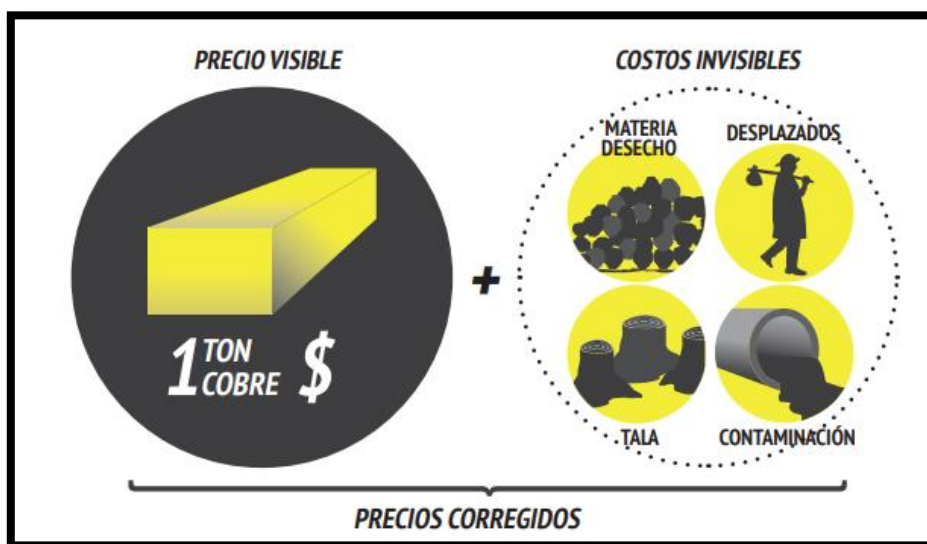 PRECIO VISIBLE
COSTOS INVISIBLES
MATERIA
DESECHO
DESPLAZADOS
+
1 TON
COBRE $
TALA
CONTAMINACIÓN
PRECIOS CORREGIDOS